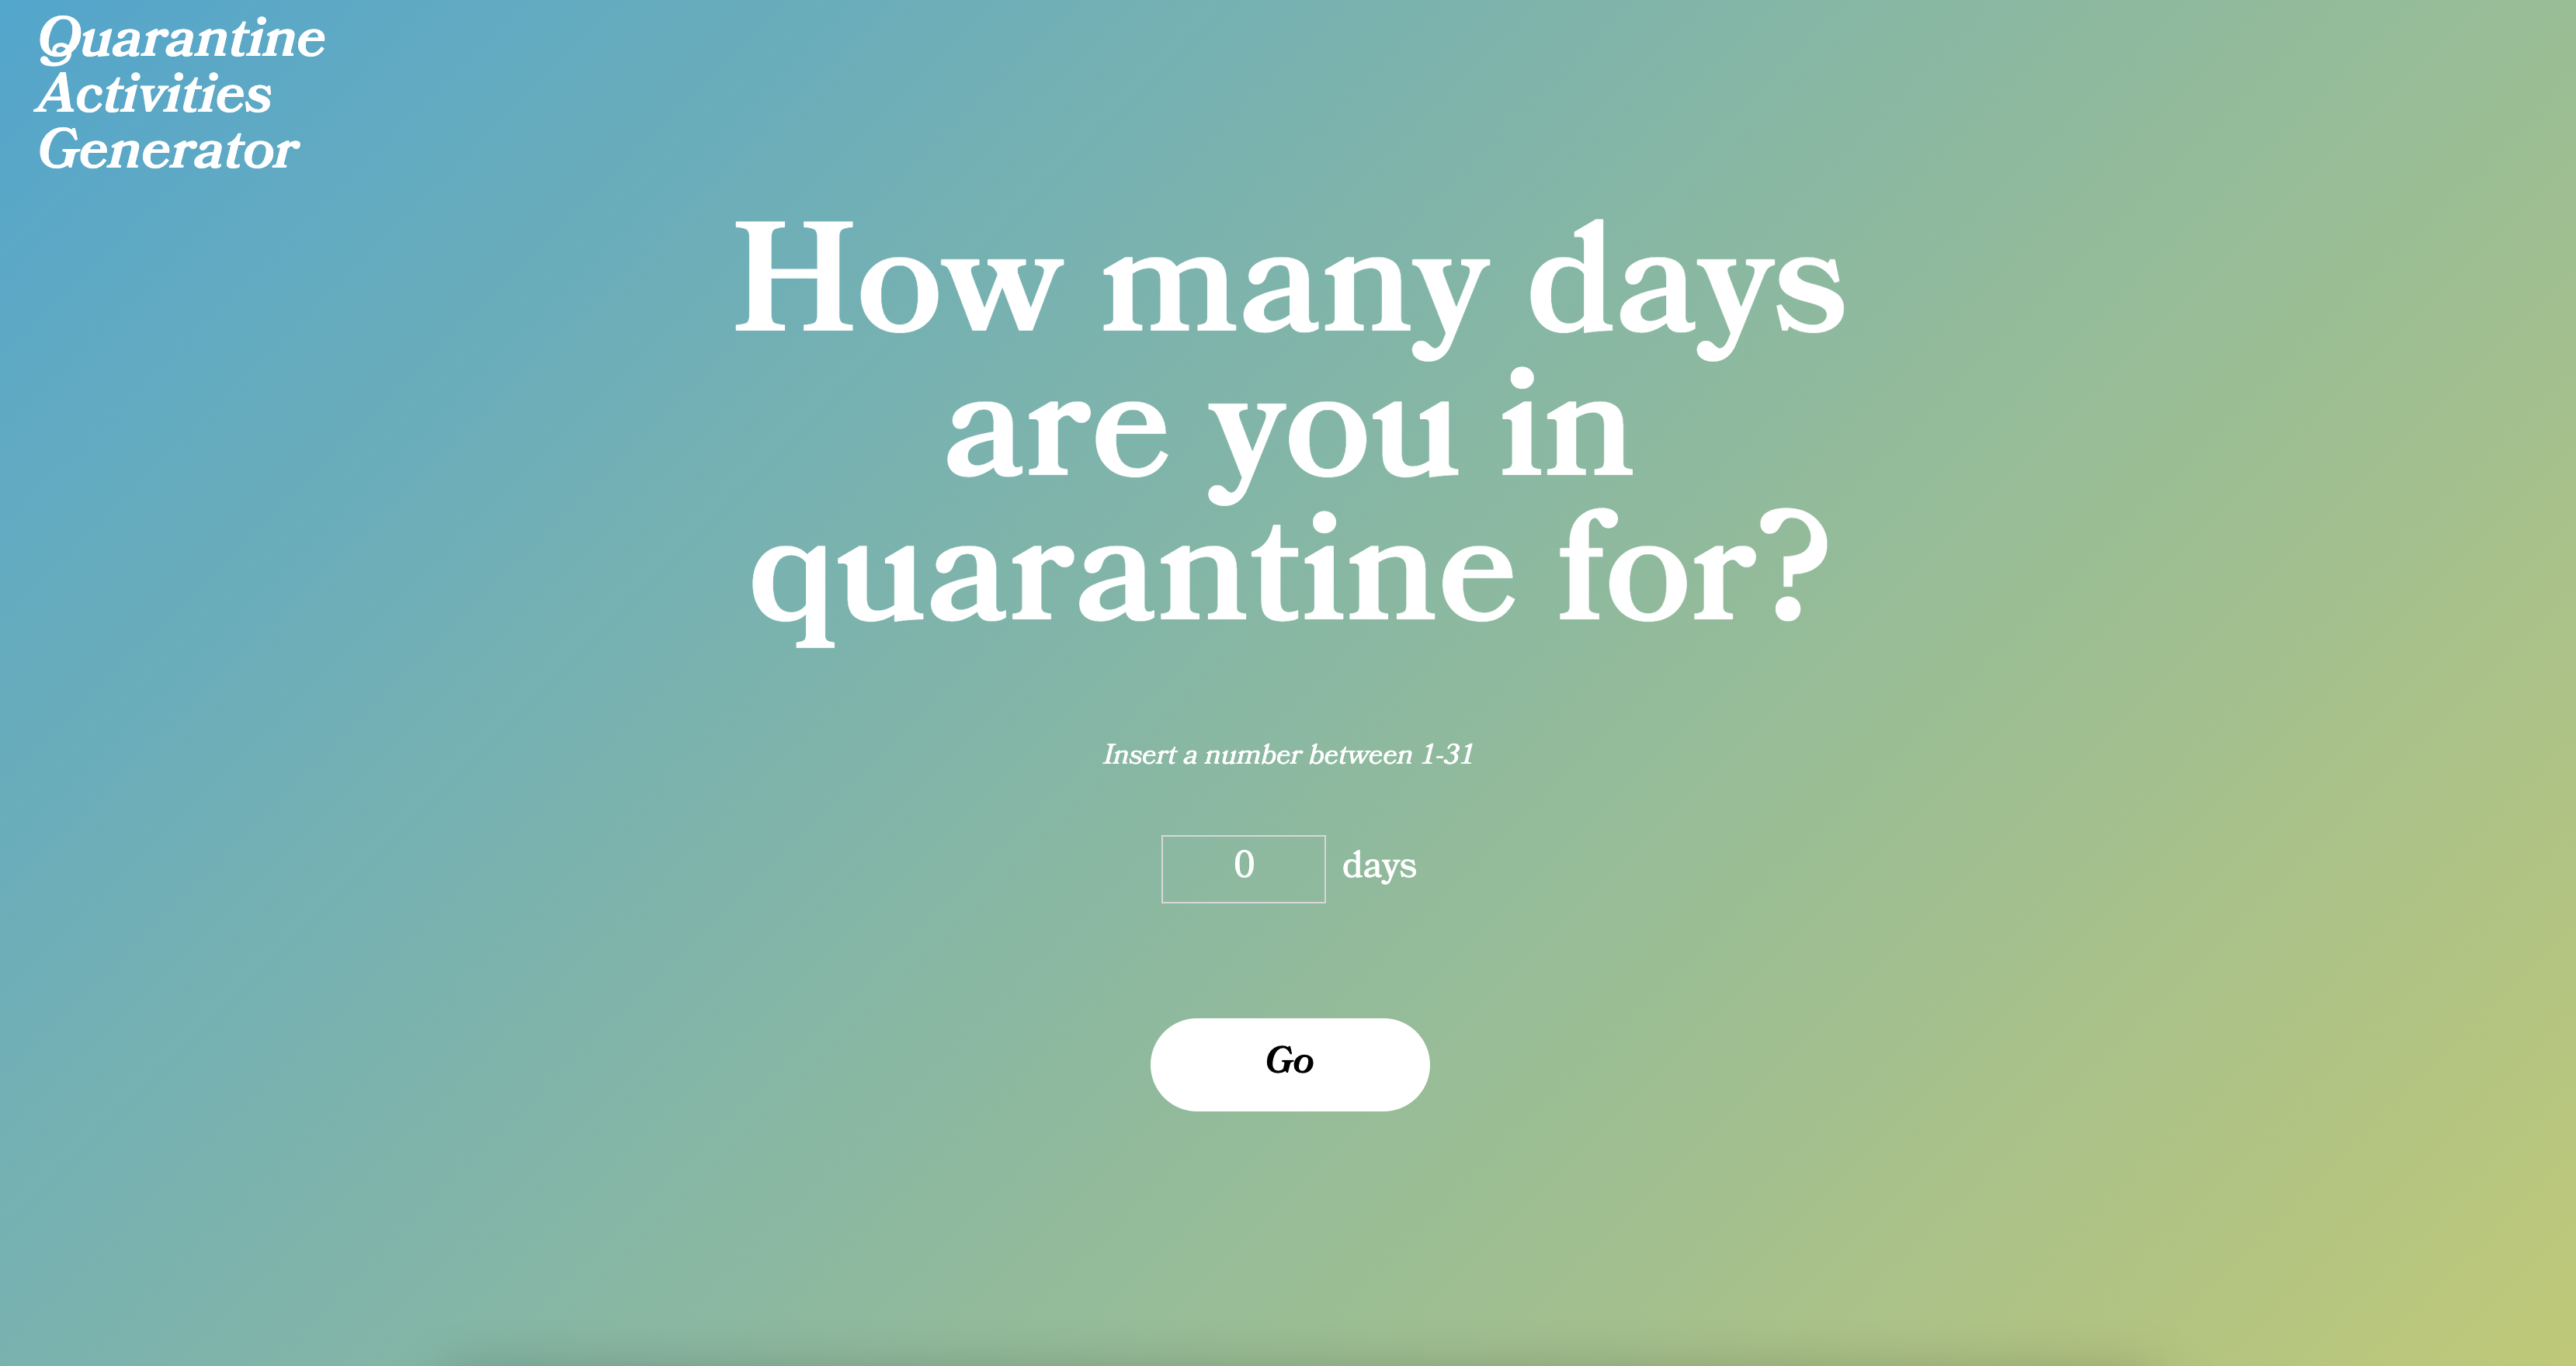 Quarantine
Activities
Generator
How many days
are you in
quarantine for?
Insert a number between 1-31
0 days
Go